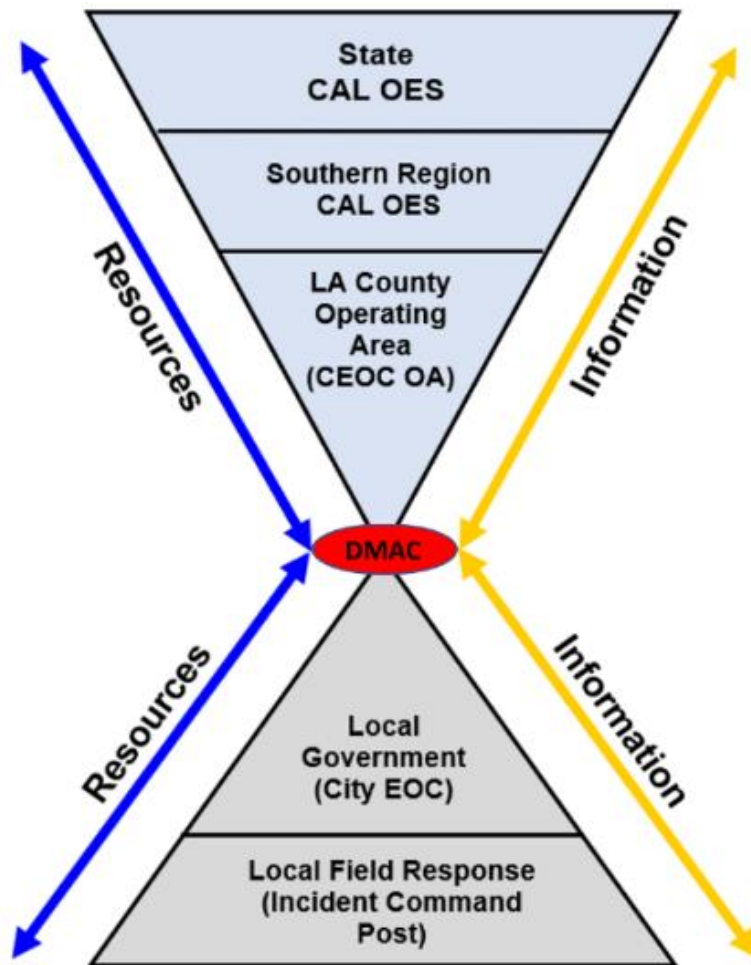 State
CAL OES
Southern Region
CAL OES
LA County
Operating
Area
(CEOC OA)
Resources
Information
DMAC
Resources
Information
Local
Government
(City EOC)
Local Field Response
(Incident Command
Post)